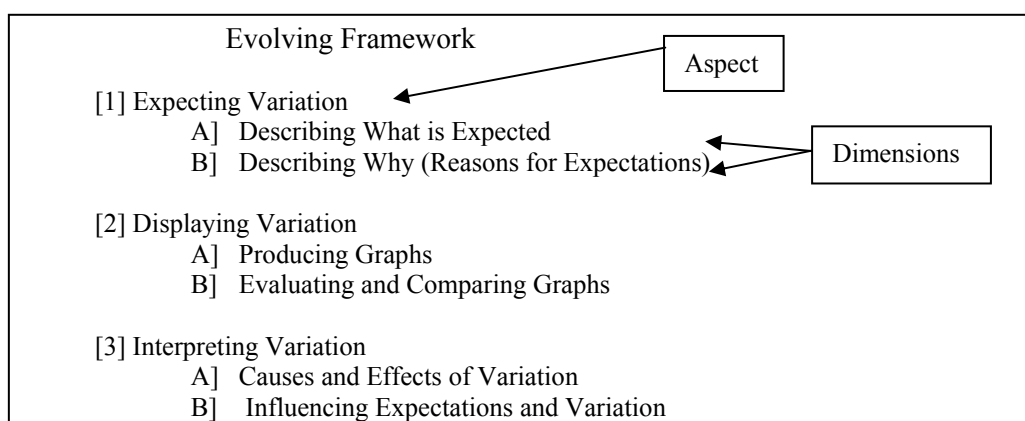 Evolving Framework
Aspect
[1] Expecting Variation
A] Describing What is Expected
B] Describing Why (Reasons for Expectations)
Dimensions
[2] Displaying Variation
A] Producing Graphs
B] Evaluating and Comparing Graphs
[3] Interpreting Variation
A] Causes and Effects of Variation
B] Influencing Expectations and Variation